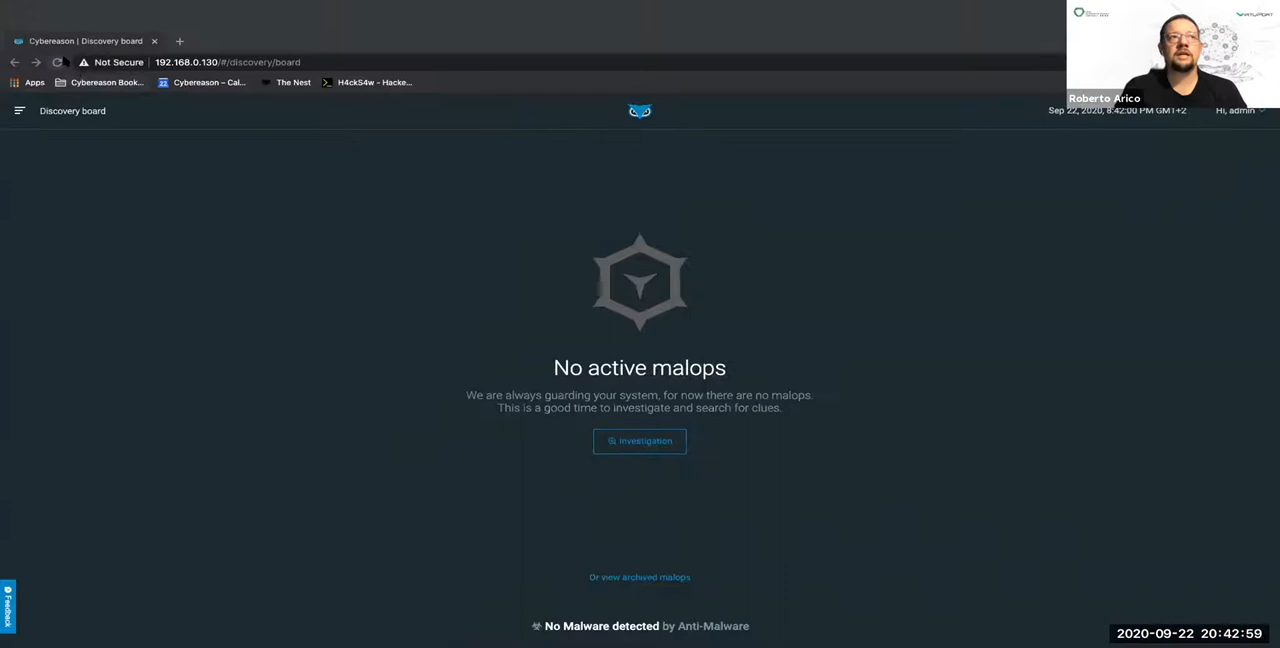 Cybereason | Discovery board
Not Secure 192.168.0.130/#/discovery/board
Apps Cybereason Book... 22 Cybereason – Cal... The Nest H4ckS4w – Hacke...
VIRTUPORT
Roberto Arico
Discovery board
Sep 22, 2020, 8:42:00 PM GMT+2 Hi, admin
No active malops
We are always guarding your system, for now there are no malops.
This is a good time to investigate and search for clues.
Investigation
Or view archived malops
No Malware detected by Anti-Malware
Feedback
2020-09-22 20:42:59